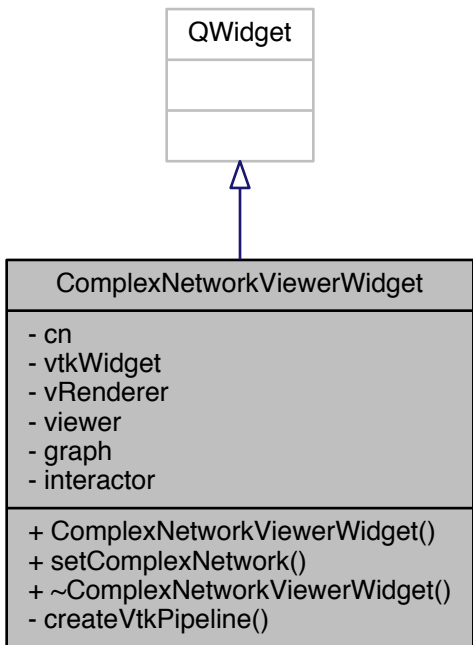 QWidget
ComplexNetworkViewerWidget
- cn
- vtkWidget
- vRenderer
- viewer
- graph
- interactor
+ ComplexNetworkViewerWidget()
+ setComplexNetwork()
+ ~ComplexNetworkViewerWidget()
- createVtkPipeline()